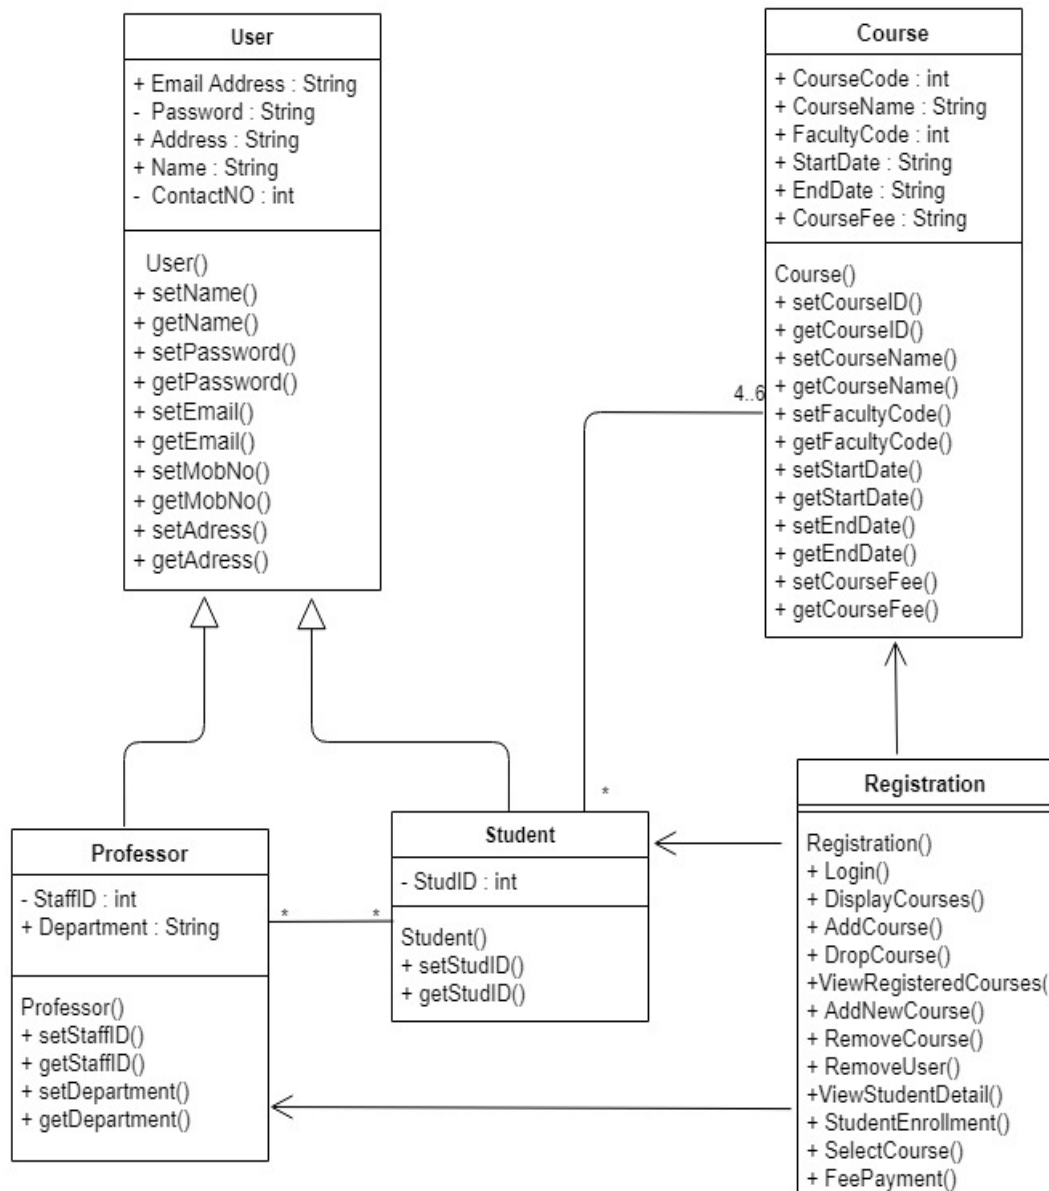 User
+ Email Address : String
- Password : String
+ Address : String
+ Name : String
- ContactNO : int
User()
+ setName()
+ getName()
+ setPassword()
+ getPassword()
+ setEmail()
+ getEmail()
+ setMobNo()
+ getMobNo()
+ setAdress()
+ getAdress()
Course
+ CourseCode : int
+ CourseName : String
+ FacultyCode : int
+ StartDate : String
+ EndDate : String
+ CourseFee : String
Course()
+ setCourseID()
+ getCourseID()
+ setCourseName()
+ getCourseName()
+ setFacultyCode()
+ getFacultyCode()
+ setStartDate()
+ getStartDate()
+ setEndDate()
+ getEndDate()
+ setCourseFee()
+ getCourseFee()
4..6
*
Professor
- StaffID : int
+ Department : String
Professor()
+ setStaffID()
+ getStaffID()
+ setDepartment()
+ getDepartment()
* *
Student
- StudID : int
Student()
+ setStudID()
+ getStudID()
Registration
Registration()
+ Login()
+ DisplayCourses()
+ AddCourse()
+ DropCourse()
+ViewRegisteredCourses(
+ AddNewCourse()
+ RemoveCourse()
+ RemoveUser()
+ViewStudentDetail()
+ StudentEnrollment()
+ SelectCourse()
+ FeePayment()